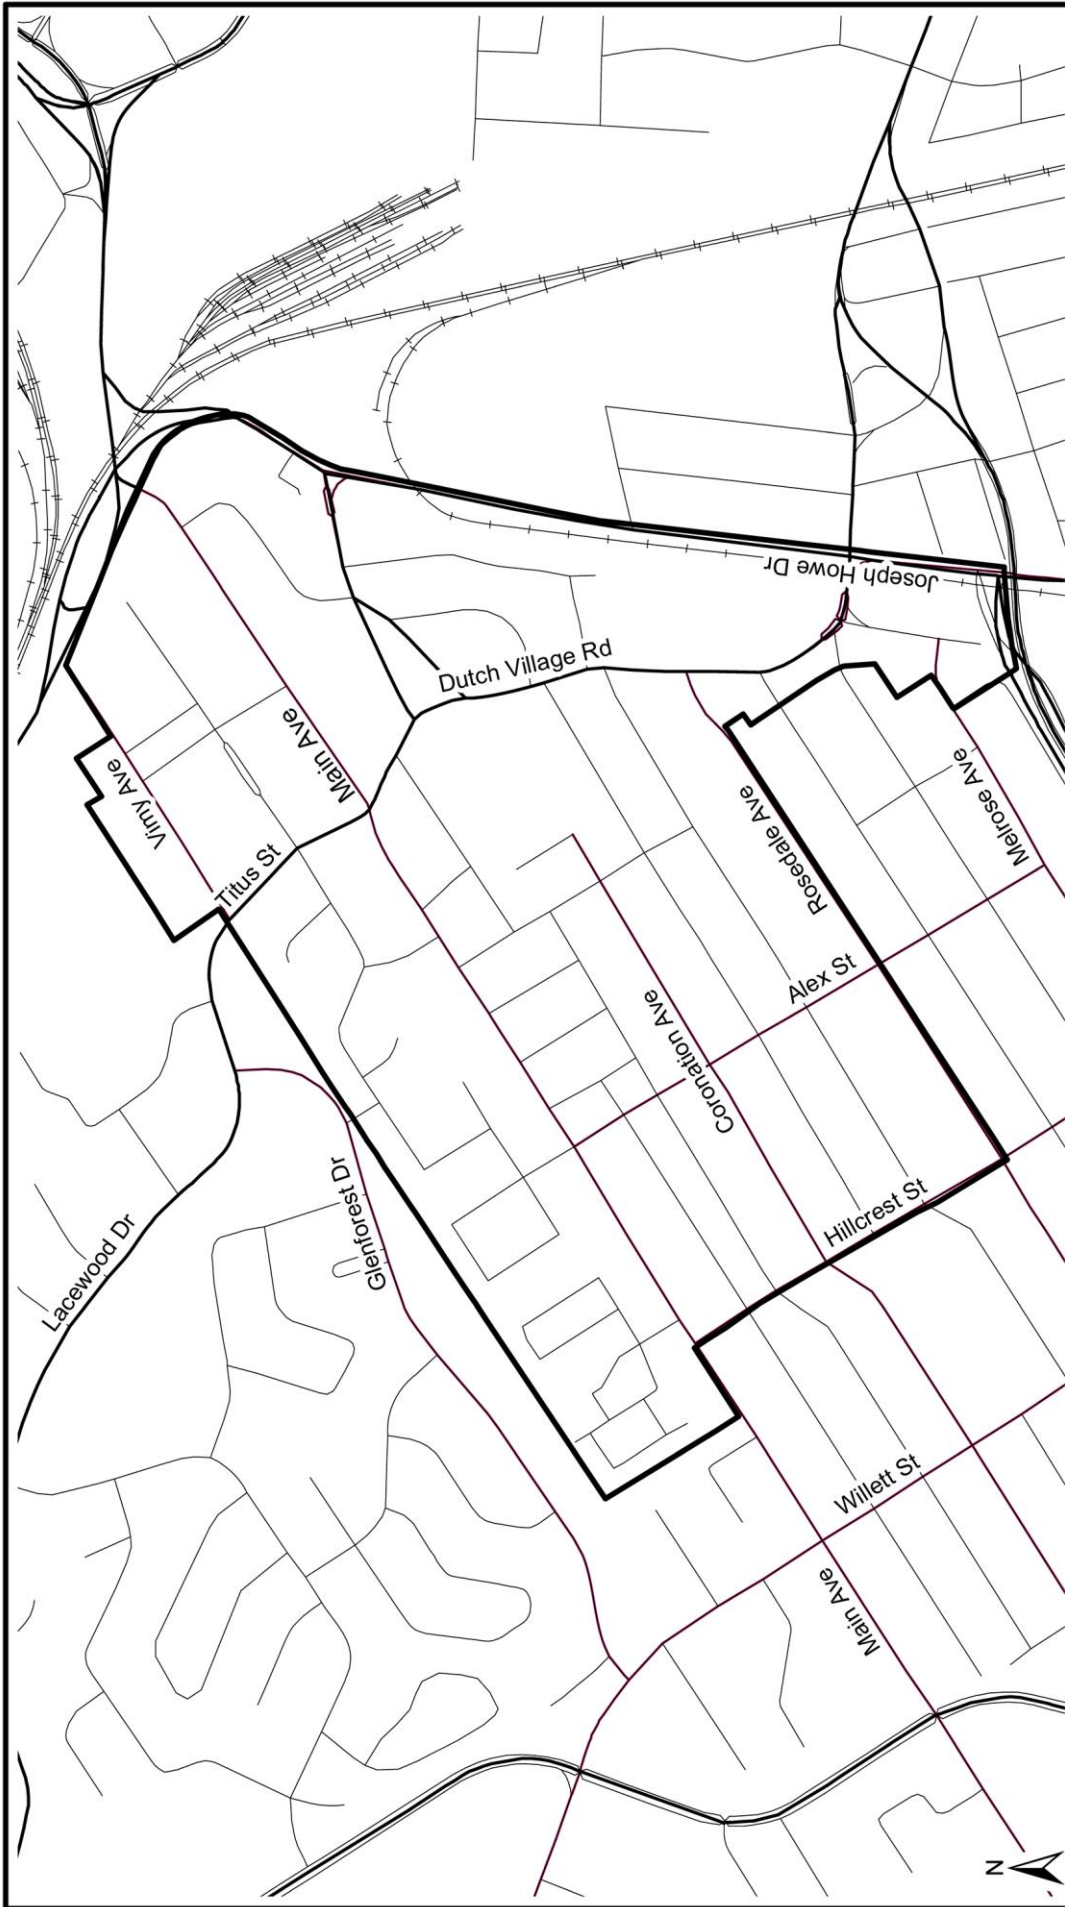 Joseph Howe Dr
Dutch Village Rd
Main Ave
Vimy Ave
Titus St
Rosedale Ave
Melrose Ave
Alex St
Coronation Ave
Glenforest Dr
Hillcrest St
Lacewood Dr
Willett St
Main Ave
N